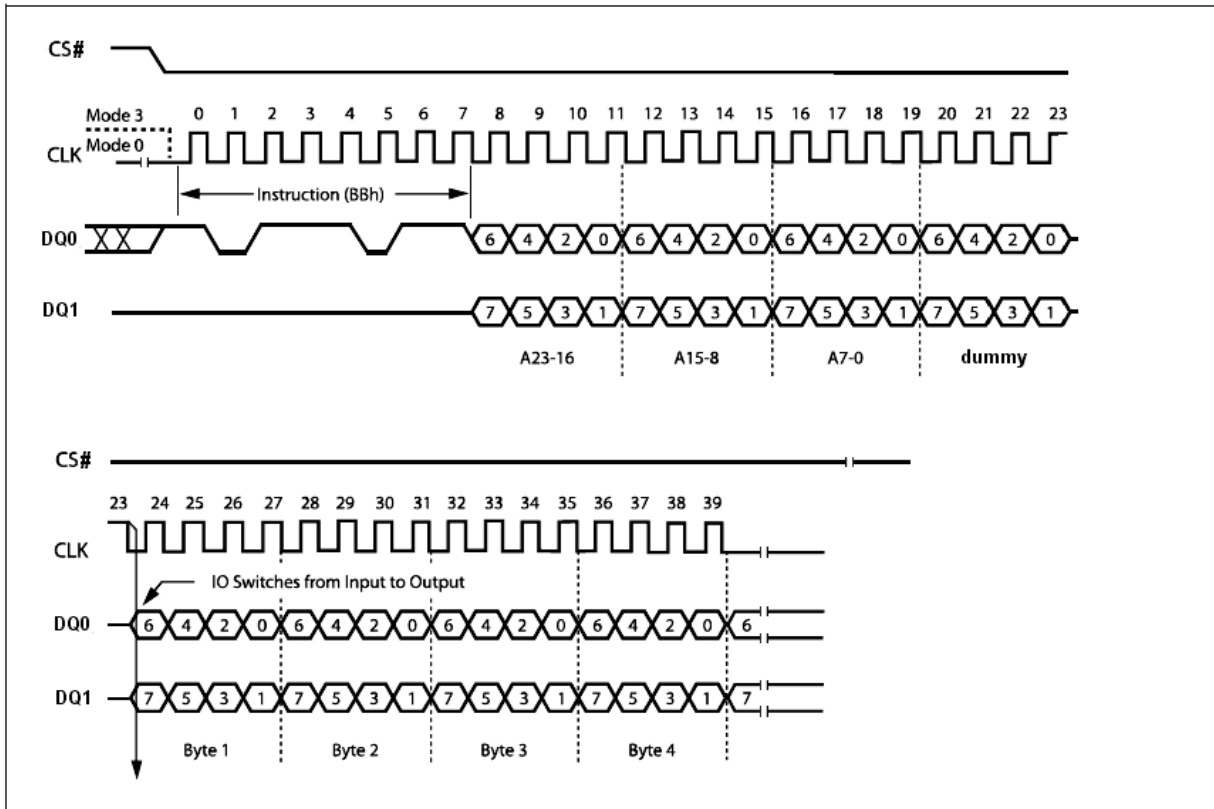 CS#
Mode 3
0 1 2 3 4 5 6 7 8 9 10 11 12 13 14 15 16 17 18 19 20 21 22 23
Mode 0
CLK
Instruction (BBh)
DQ0 6 4 2 0 6 4 2 0 6 4 2 0 6 4 2 0
DQ1 7 5 3 1 7 5 3 1 7 5 3 1 7 5 3 1
A23-16 A15-8 A7-0 dummy
CS#
23 24 25 26 27 28 29 30 31 32 33 34 35 36 37 38 39
CLK
IO Switches from Input to Output
DQ0 6 4 2 0 6 4 2 0 6 4 2 0 6 4 2 0 6
DQ1 7 5 3 1 7 5 3 1 7 5 3 1 7 5 3 1 7
Byte 1 Byte 2 Byte 3 Byte 4